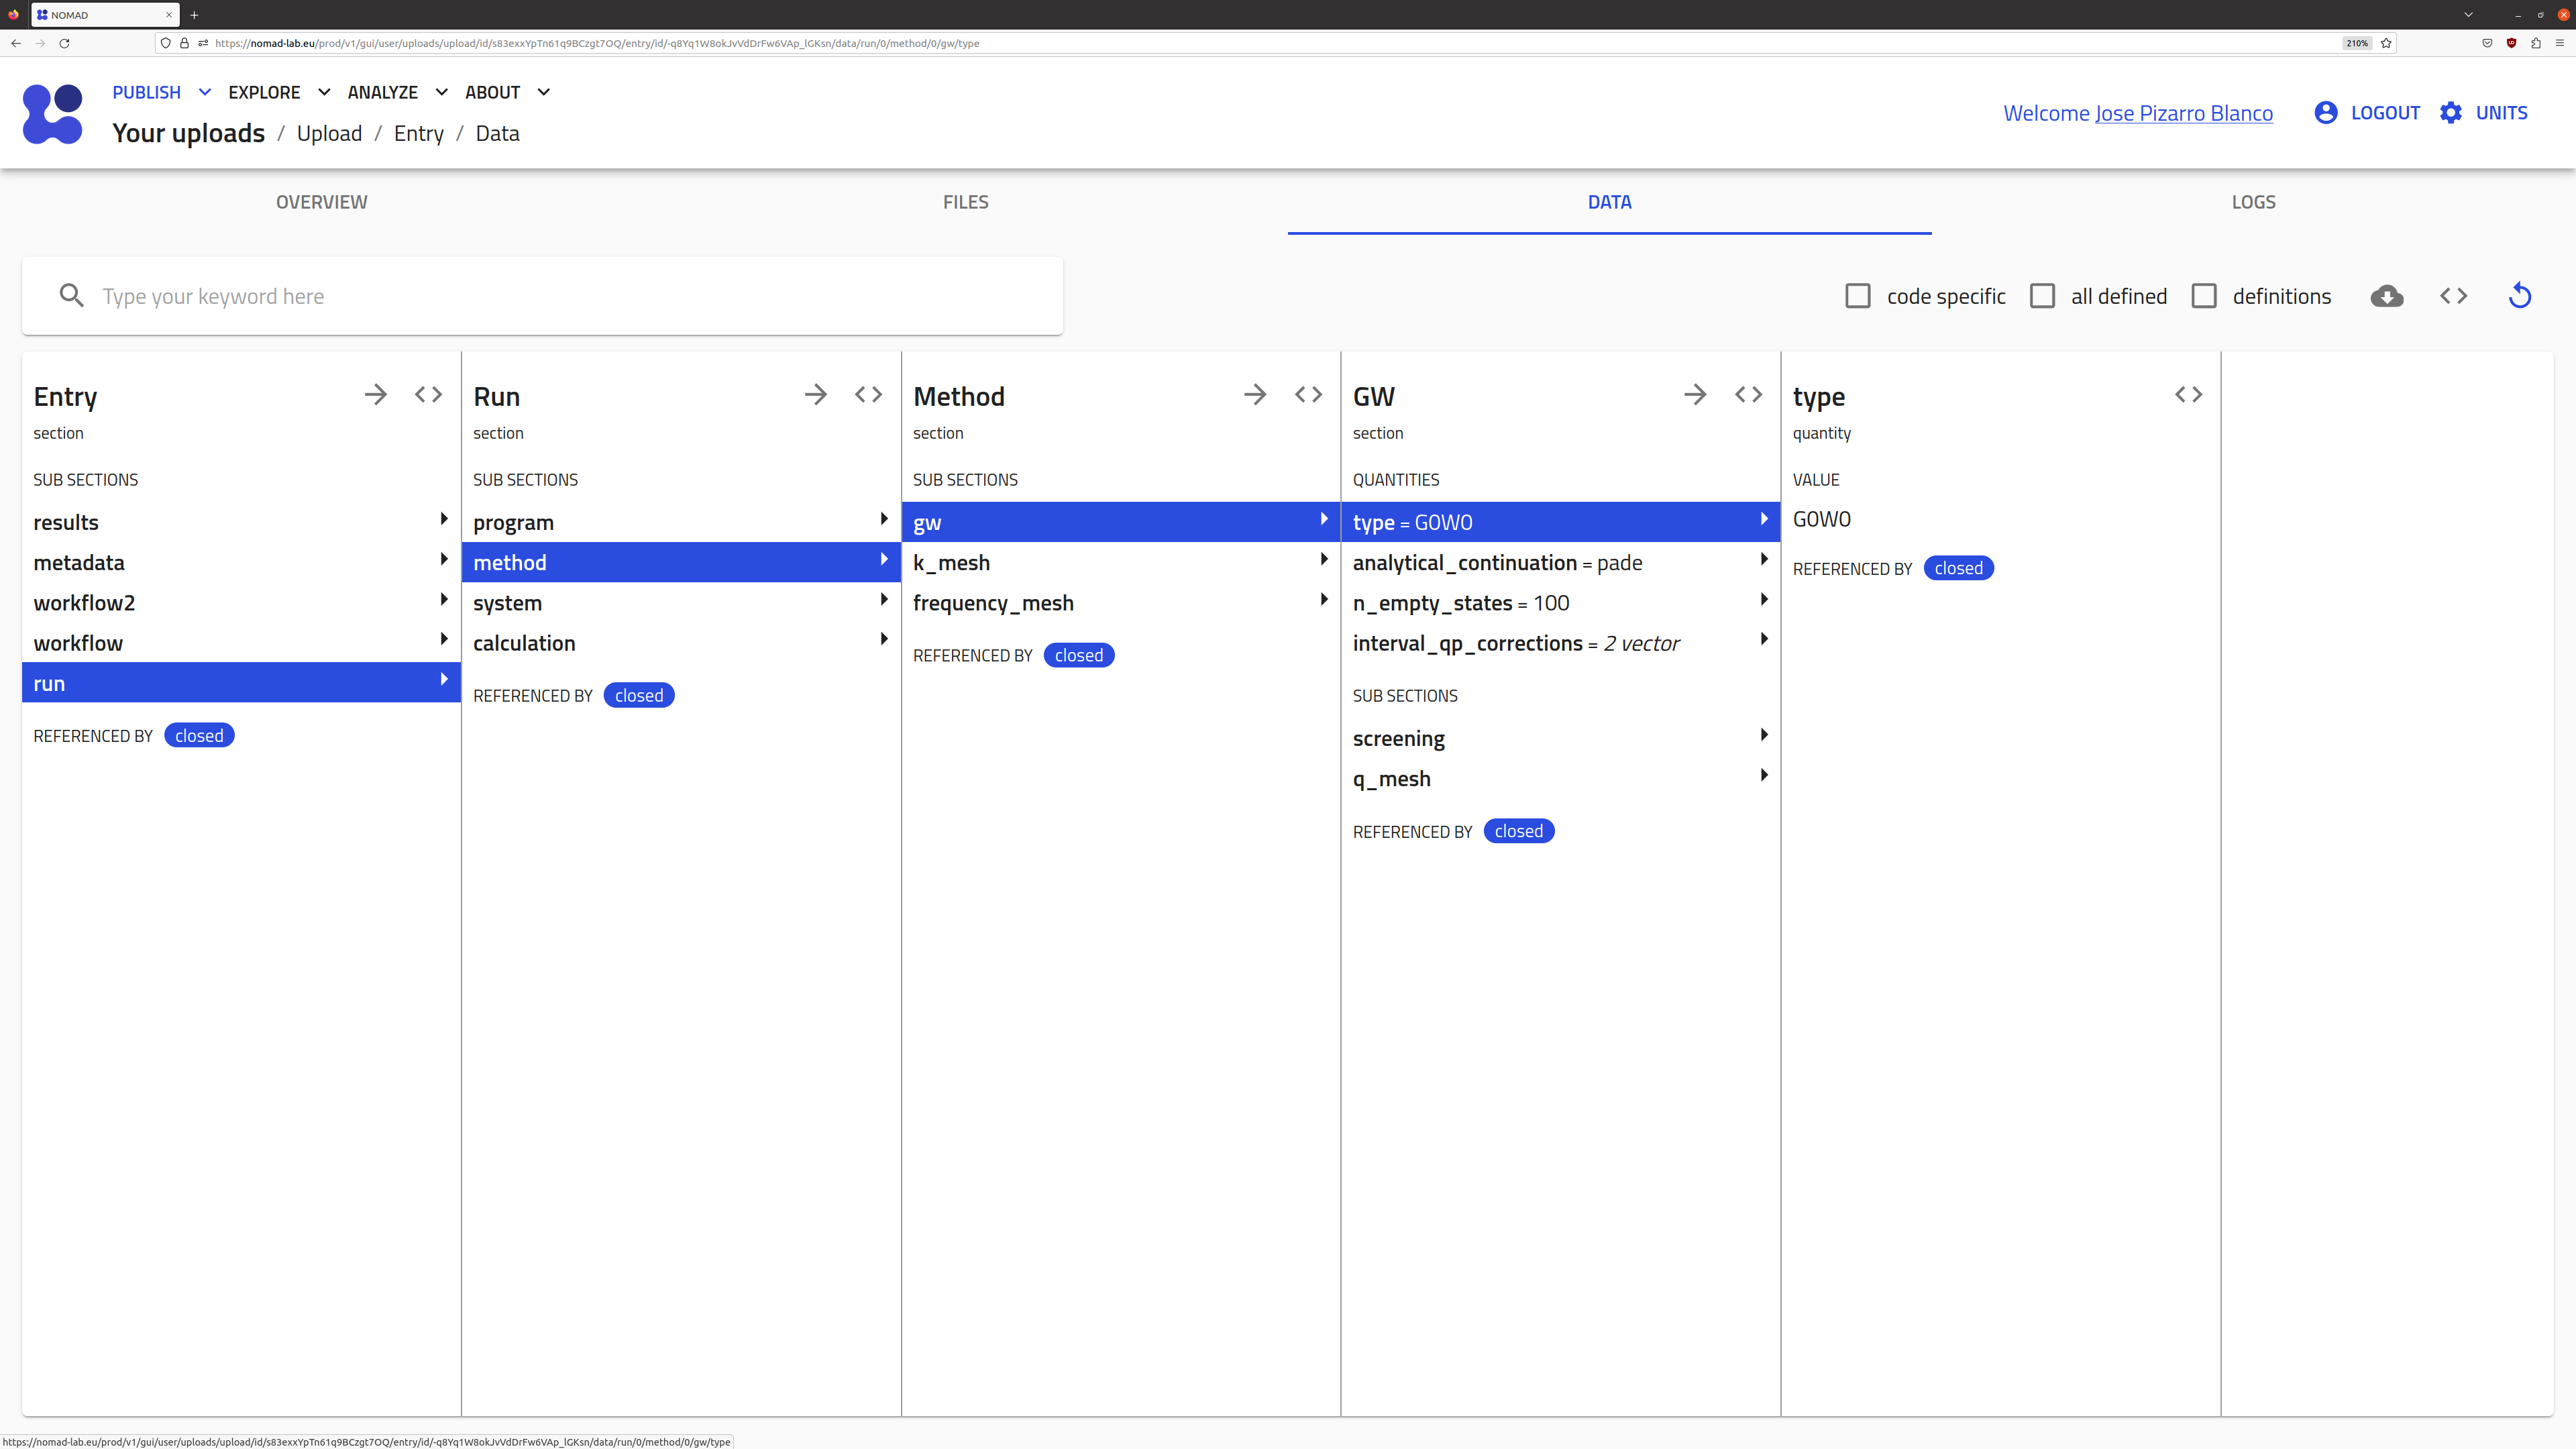 NOMAD
https://nomad-lab.eu/prod/v1/gui/user/uploads/upload/id/s83exxYpTn61q9BCzgt7OQ/entry/id/-q8Yq1W8okJvVdDrFw6VAp_lGKsn/data/run/0/method/0/gw/type
210%
PUBLISH EXPLORE ANALYZE ABOUT
Your uploads / Upload / Entry / Data
Welcome Jose Pizarro Blanco LOGOUT UNITS
OVERVIEW FILES DATA LOGS
Type your keyword here
code specific all defined definitions
Entry
section
SUB SECTIONS
results
metadata
workflow2
workflow
run
REFERENCED BY closed
Run
section
SUB SECTIONS
program
method
system
calculation
REFERENCED BY closed
Method
section
SUB SECTIONS
gw
k_mesh
frequency_mesh
REFERENCED BY closed
GW
section
QUANTITIES
type = G0W0
analytical_continuation = pade
n_empty_states = 100
interval_qp_corrections = 2 vector
SUB SECTIONS
screening
q_mesh
REFERENCED BY closed
type
quantity
VALUE
G0W0
REFERENCED BY closed
https://nomad-lab.eu/prod/v1/gui/user/uploads/upload/id/s83exxYpTn61q9BCzgt7OQ/entry/id/-q8Yq1W8okJvVdDrFw6VAp_lGKsn/data/run/0/method/0/gw/type